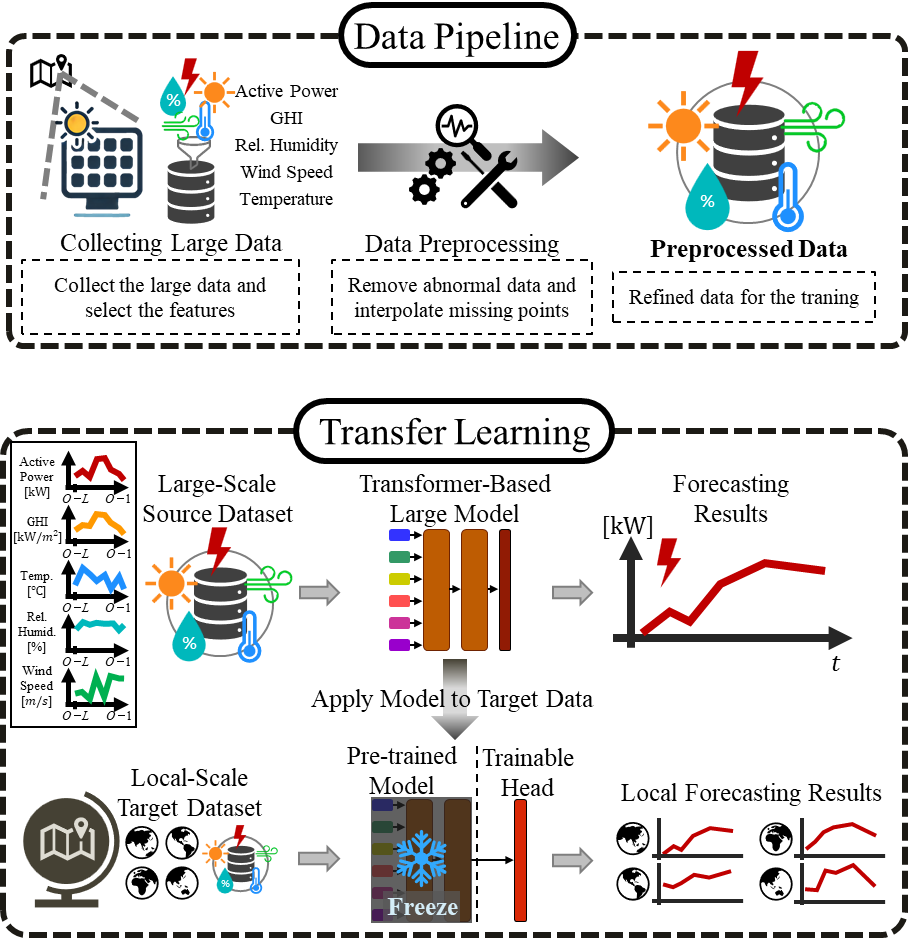 Data Pipeline
%
Active Power
GHI
Rel. Humidity
Wind Speed
Temperature
%
Collecting Large Data
Data Preprocessing
Preprocessed Data
Collect the large data and
select the features
Remove abnormal data and
interpolate missing points
Refined data for the traning
Transfer Learning
Active
Power
[kW]
O−L O−1
GHI
[kW/m²]
O−L O−1
Temp.
[°C]
O−L O−1
Rel.
Humid.
[%]
O−L O−1
Wind
Speed
[m/s]
O−L O−1
Large-Scale
Source Dataset
%
Transformer-Based
Large Model
Forecasting
Results
[kW]
t
Apply Model to Target Data
Local-Scale
Target Dataset
%
Pre-trained
Model
Freeze
Trainable
Head
Local Forecasting Results